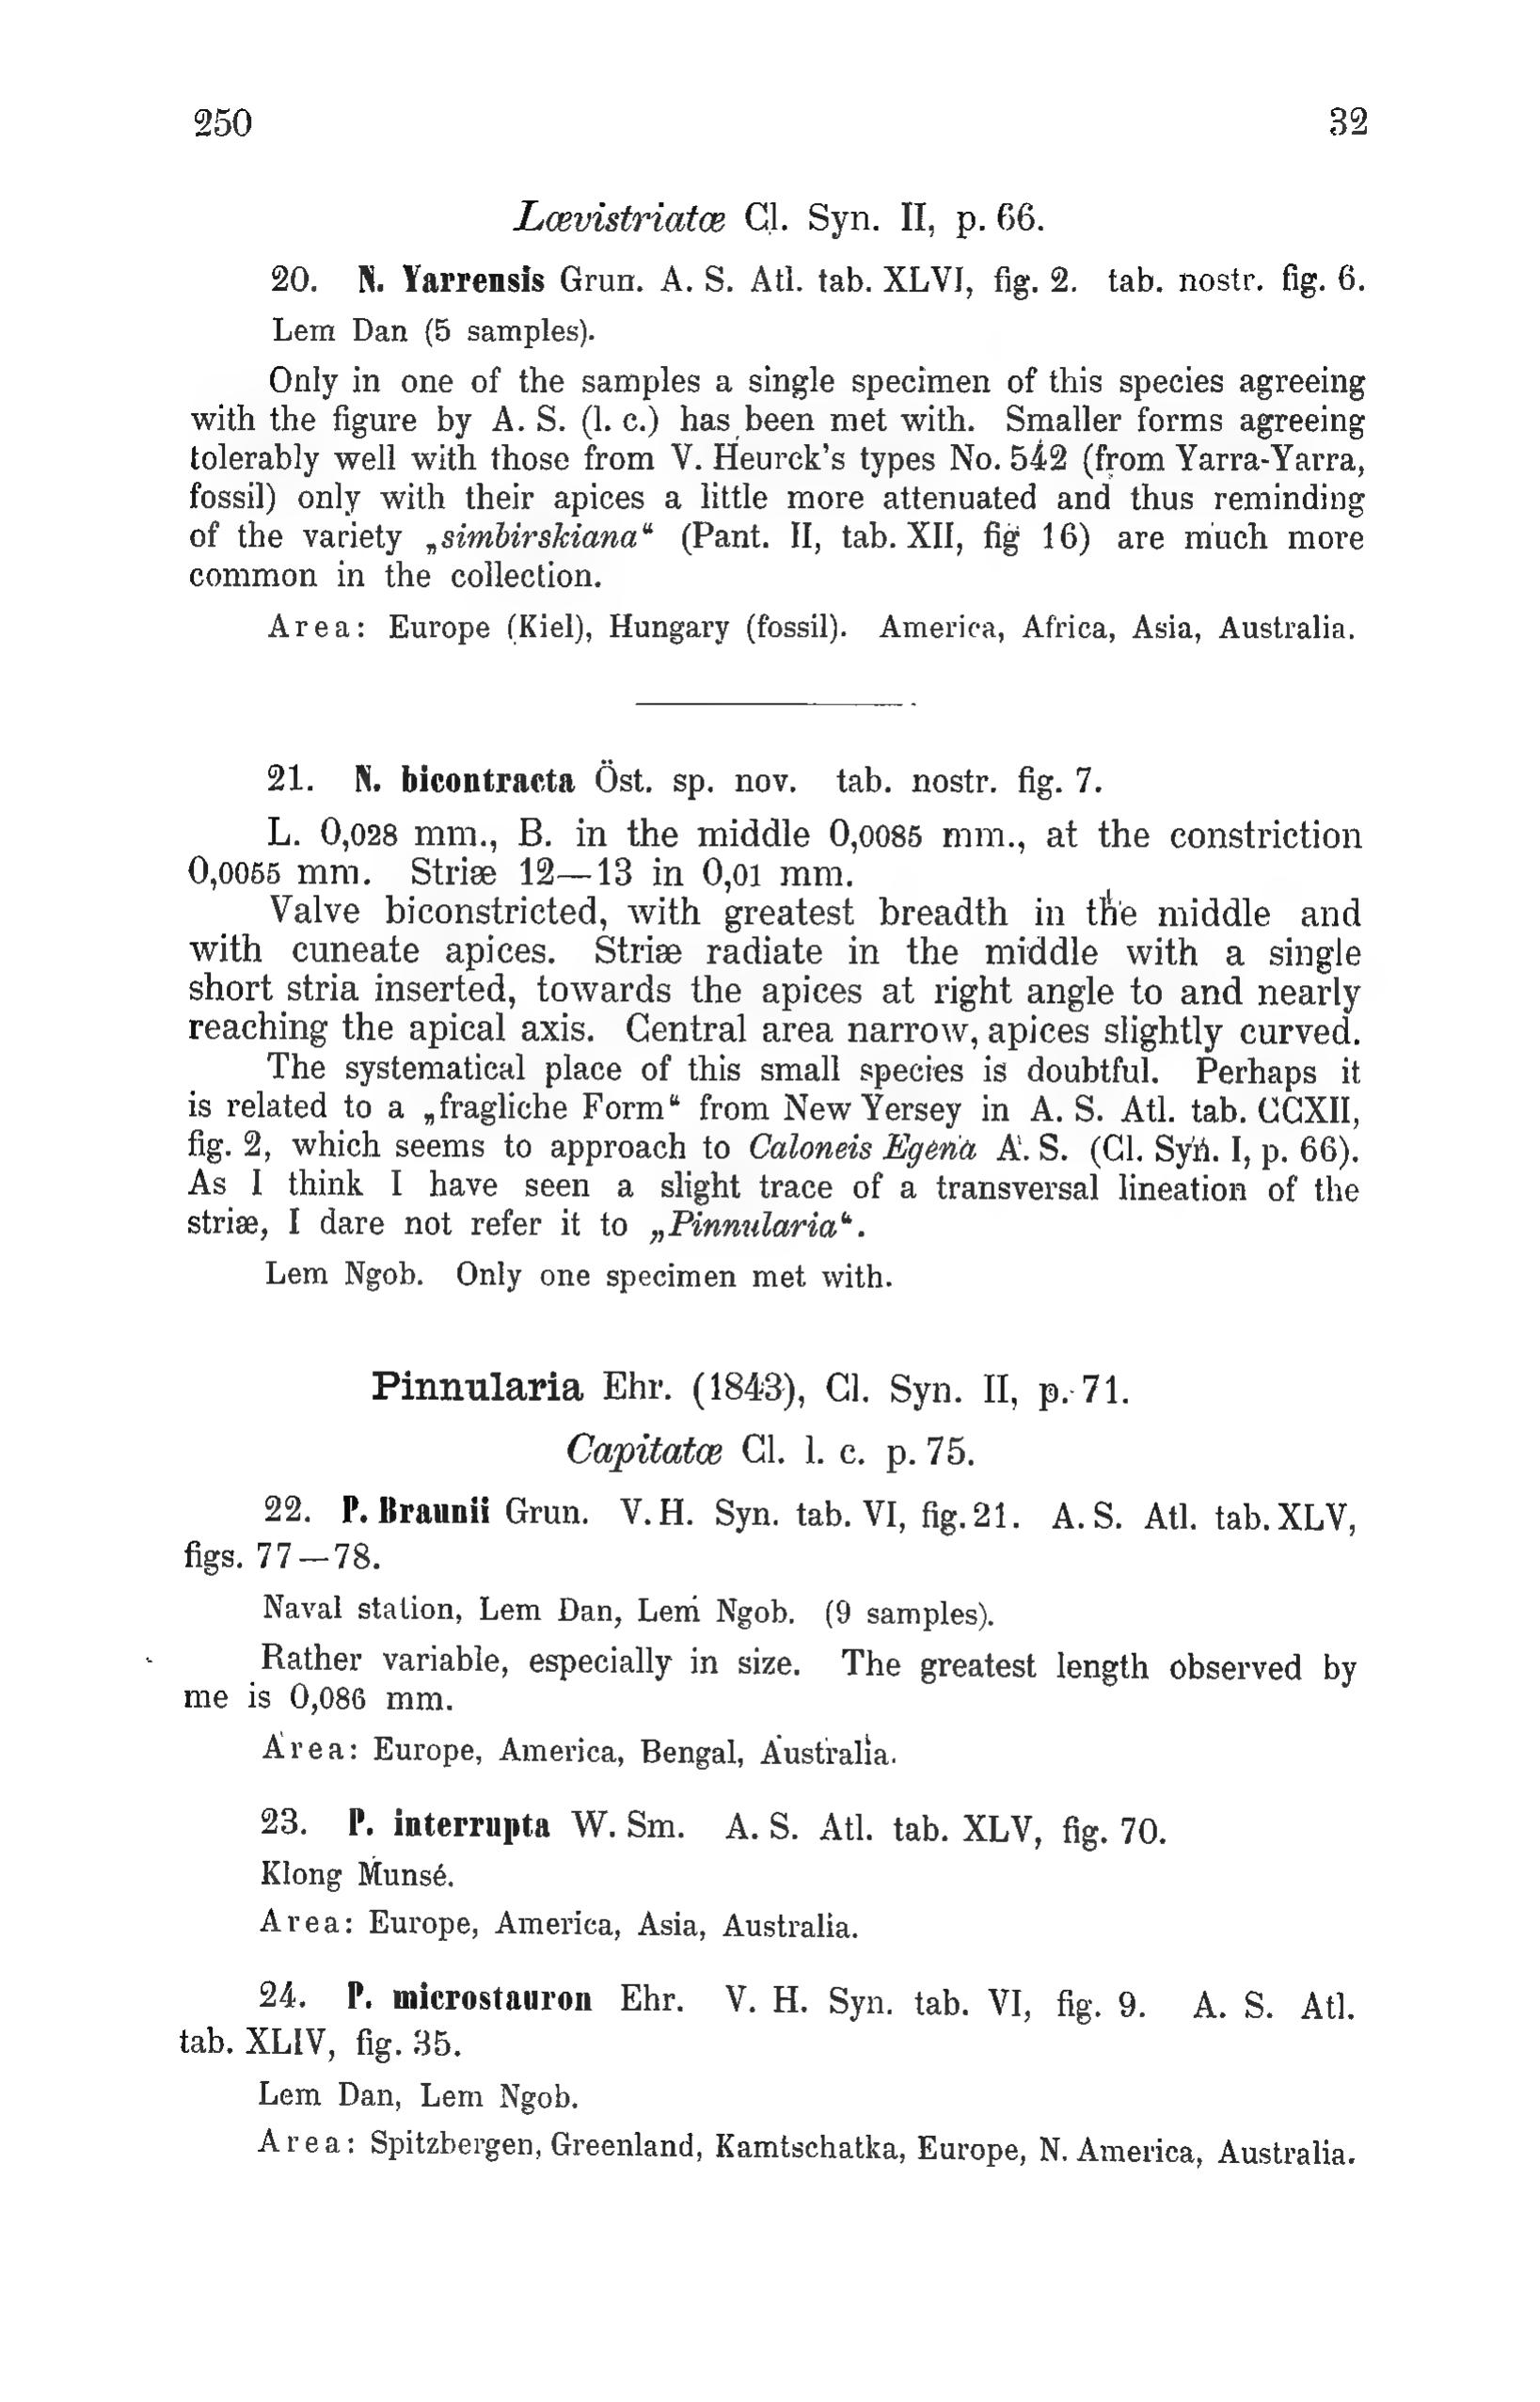 250 32
Lævistriatæ Cl. Syn. II, p. 66.
20. N. Yarrensis Grun. A. S. Atl. tab. XLVI, fig. 2. tab. nostr. fig. 6.
Lem Dan (5 samples).
Only in one of the samples a single specimen of this species agreeing
with the figure by A. S. (l. c.) has been met with. Smaller forms agreeing
tolerably well with those from V. Heurck's types No. 542 (from Yarra-Yarra,
fossil) only with their apices a little more attenuated and thus reminding
of the variety „simbirskiana“ (Pant. II, tab. XII, fig 16) are much more
common in the collection.
Area: Europe (Kiel), Hungary (fossil). America, Africa, Asia, Australia.
21. N. bicontracta Öst. sp. nov. tab. nostr. fig. 7.
L. 0,028 mm., B. in the middle 0,0085 mm., at the constriction
0,0055 mm. Striæ 12—13 in 0,01 mm.
Valve biconstricted, with greatest breadth in the middle and
with cuneate apices. Striæ radiate in the middle with a single
short stria inserted, towards the apices at right angle to and nearly
reaching the apical axis. Central area narrow, apices slightly curved.
The systematical place of this small species is doubtful. Perhaps it
is related to a „fragliche Form“ from New Yersey in A. S. Atl. tab. CCXII,
fig. 2, which seems to approach to Caloneis Egena A. S. (Cl. Syn. I, p. 66).
As I think I have seen a slight trace of a transversal lineation of the
striæ, I dare not refer it to „Pinnularia“.
Lem Ngob. Only one specimen met with.
Pinnularia Ehr. (1843), Cl. Syn. II, p. 71.
Capitatæ Cl. l. c. p. 75.
22. P. Braunii Grun. V. H. Syn. tab. VI, fig. 21. A. S. Atl. tab. XLV,
figs. 77—78.
Naval station, Lem Dan, Lem Ngob. (9 samples).
Rather variable, especially in size. The greatest length observed by
me is 0,086 mm.
Area: Europe, America, Bengal, Australia.
23. P. interrupta W. Sm. A. S. Atl. tab. XLV, fig. 70.
Klong Munsé.
Area: Europe, America, Asia, Australia.
24. P. microstauron Ehr. V. H. Syn. tab. VI, fig. 9. A. S. Atl.
tab. XLIV, fig. 35.
Lem Dan, Lem Ngob.
Area: Spitzbergen, Greenland, Kamtschatka, Europe, N. America, Australia.